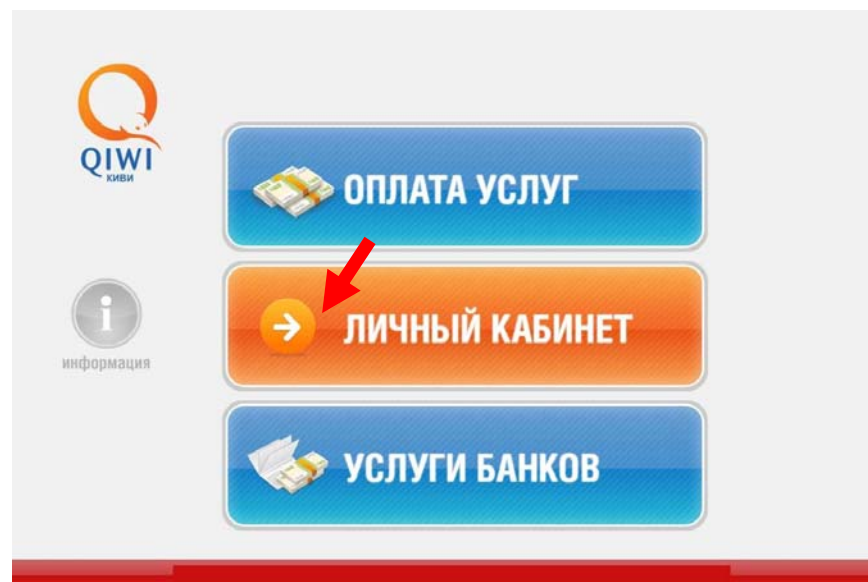 QIWI
КИВИ
ОПЛАТА УСЛУГ
ЛИЧНЫЙ КАБИНЕТ
информация
УСЛУГИ БАНКОВ